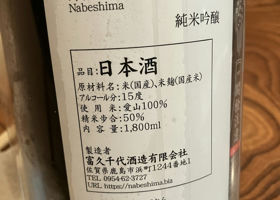 Nabeshima
純米吟醸
品目:日本酒
原材料名:米(国産)、米麹(国産米)
アルコール分:15度
使用米:愛山100%
精米歩合:50%
内容量:1,800ml
製造者
富久千代酒造有限会社
佐賀県鹿島市浜町1244番地1
TEL 0954-62-3727
URL https://nabeshima.biz